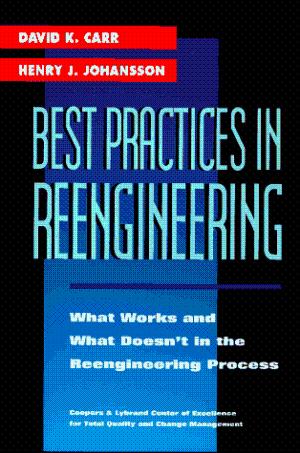 DAVID K. CARR
HENRY J. JOHANSSON
BEST PRACTICES IN
REENGINEERING
What Works and
What Doesn't in the
Reengineering Process
Coopers & Lybrand Center of Excellence
for Total Quality and Change Management